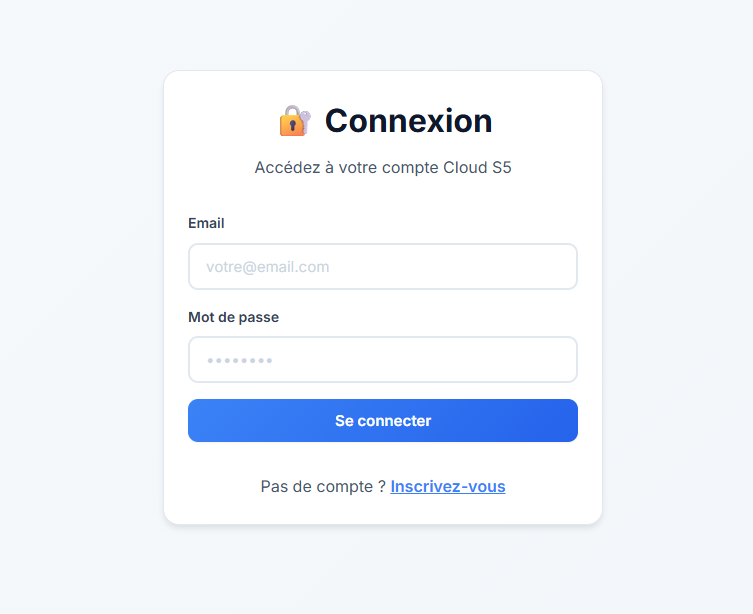 🔐 Connexion
Accédez à votre compte Cloud S5
Email
votre@email.com
Mot de passe
••••••••
Se connecter
Pas de compte ? Inscrivez-vous